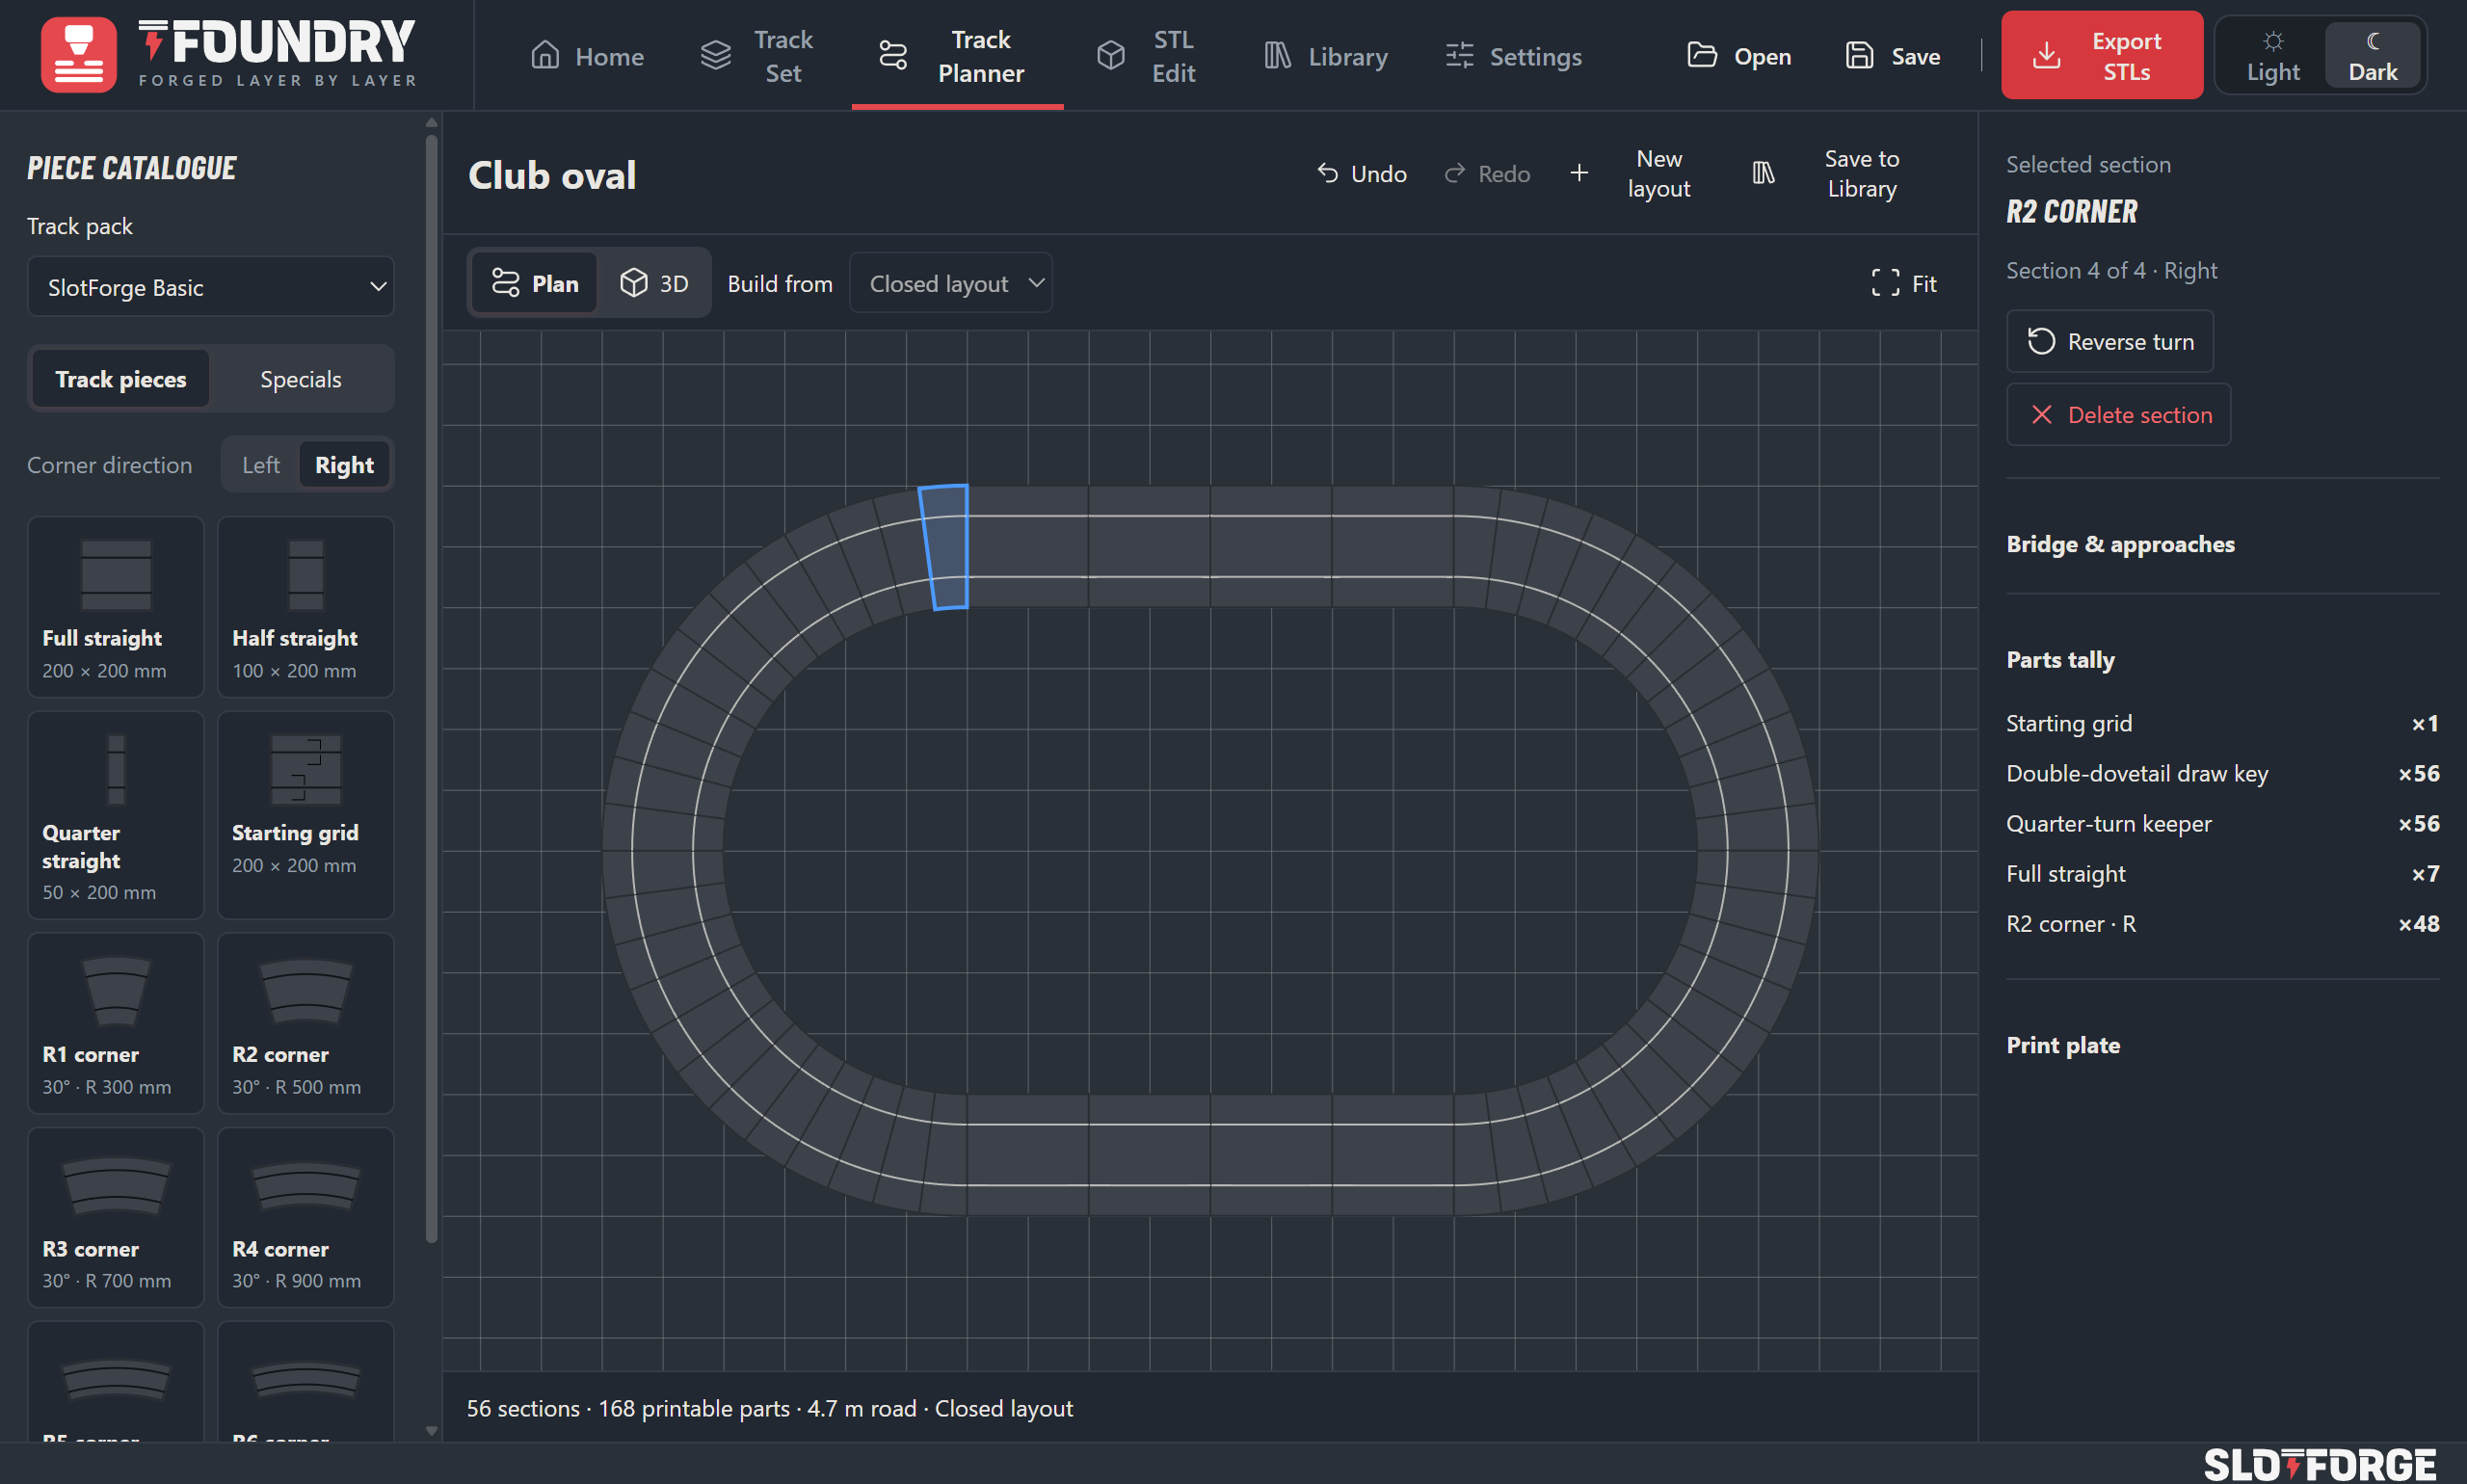 FOUNDRY
FORGED LAYER BY LAYER
Home
Track
Set
Track
Planner
STL
Edit
Library
Settings
Open
Save
Export
STLs
Light
Dark
PIECE CATALOGUE
Track pack
SlotForge Basic
Track pieces
Specials
Corner direction
Left
Right
Full straight
200 × 200 mm
Half straight
100 × 200 mm
Quarter
straight
50 × 200 mm
Starting grid
200 × 200 mm
R1 corner
30° · R 300 mm
R2 corner
30° · R 500 mm
R3 corner
30° · R 700 mm
R4 corner
30° · R 900 mm
R5 corner
R6 corner
Club oval
Undo
Redo
New
layout
Save to
Library
Plan
3D
Build from
Closed layout
Fit
56 sections · 168 printable parts · 4.7 m road · Closed layout
Selected section
R2 CORNER
Section 4 of 4 · Right
Reverse turn
Delete section
Bridge & approaches
Parts tally
Starting grid ×1
Double-dovetail draw key ×56
Quarter-turn keeper ×56
Full straight ×7
R2 corner · R ×48
Print plate
SLOTFORGE